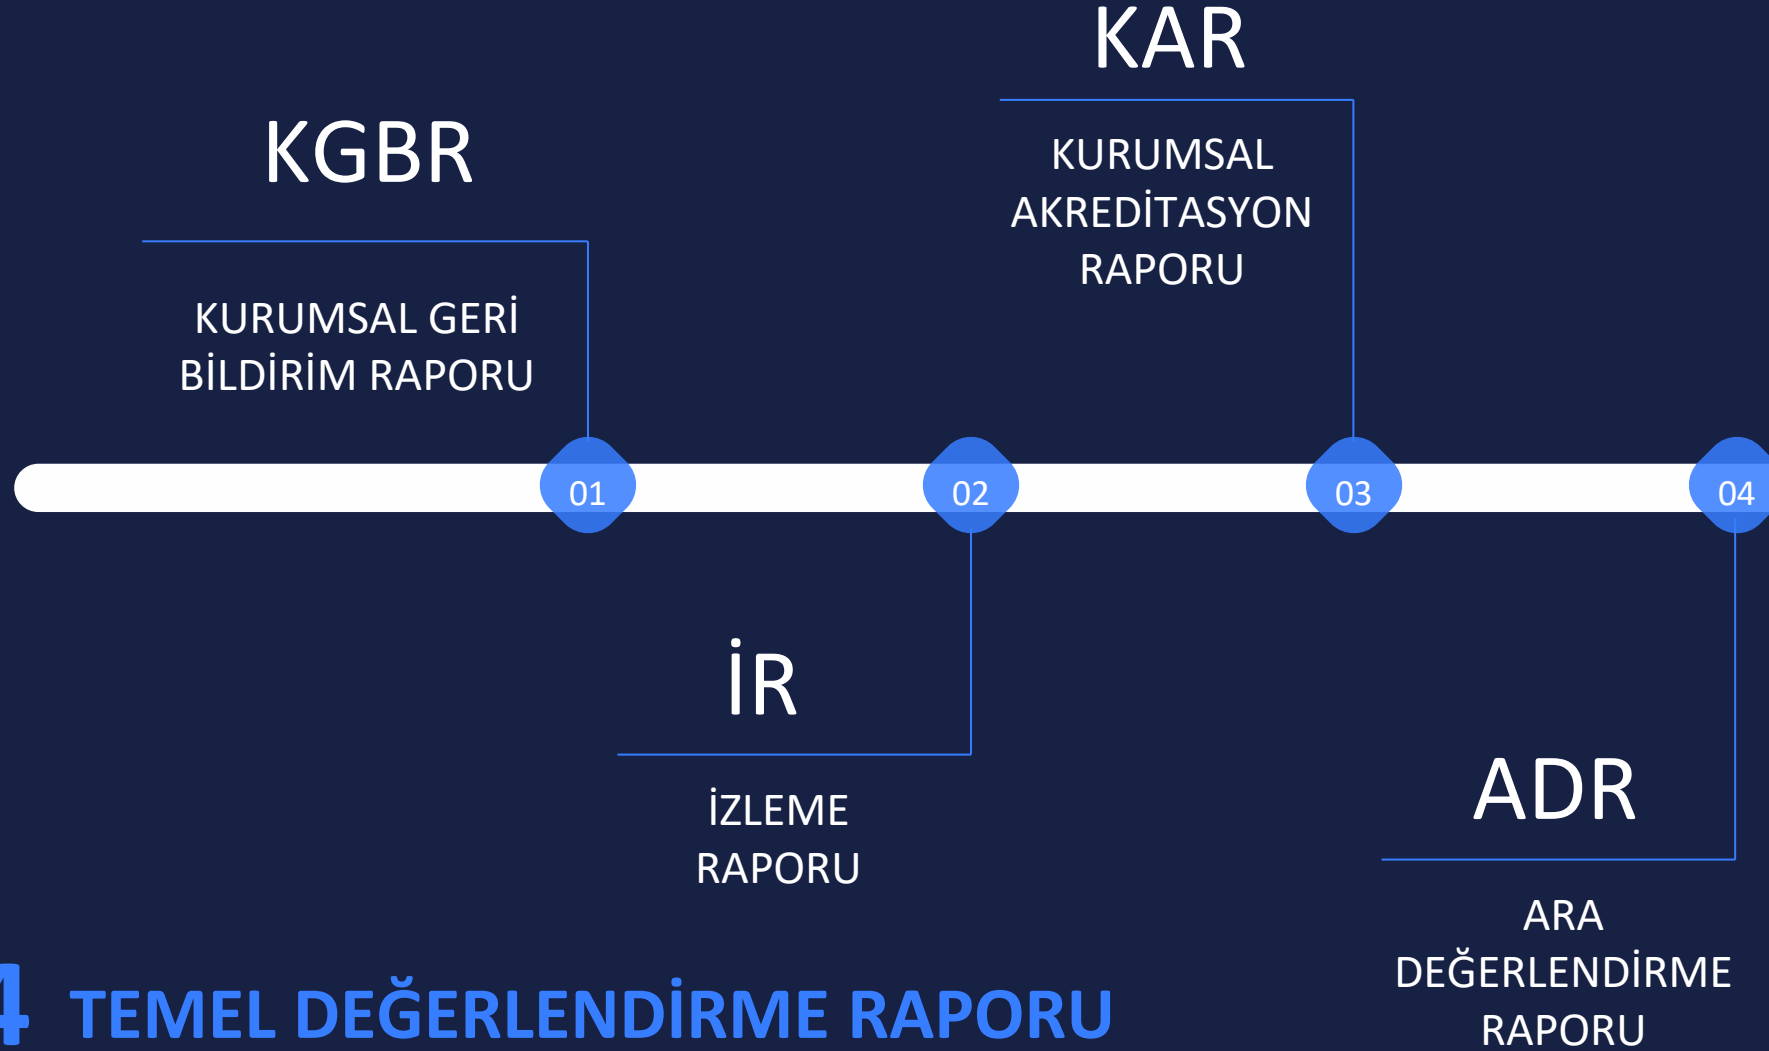 KAR
KURUMSAL
AKREDİTASYON
RAPORU
KGBR
KURUMSAL GERİ
BİLDİRİM RAPORU
01
02
03
04
İR
İZLEME
RAPORU
ADR
ARA
DEĞERLENDİRME
RAPORU
4 TEMEL DEĞERLENDİRME RAPORU